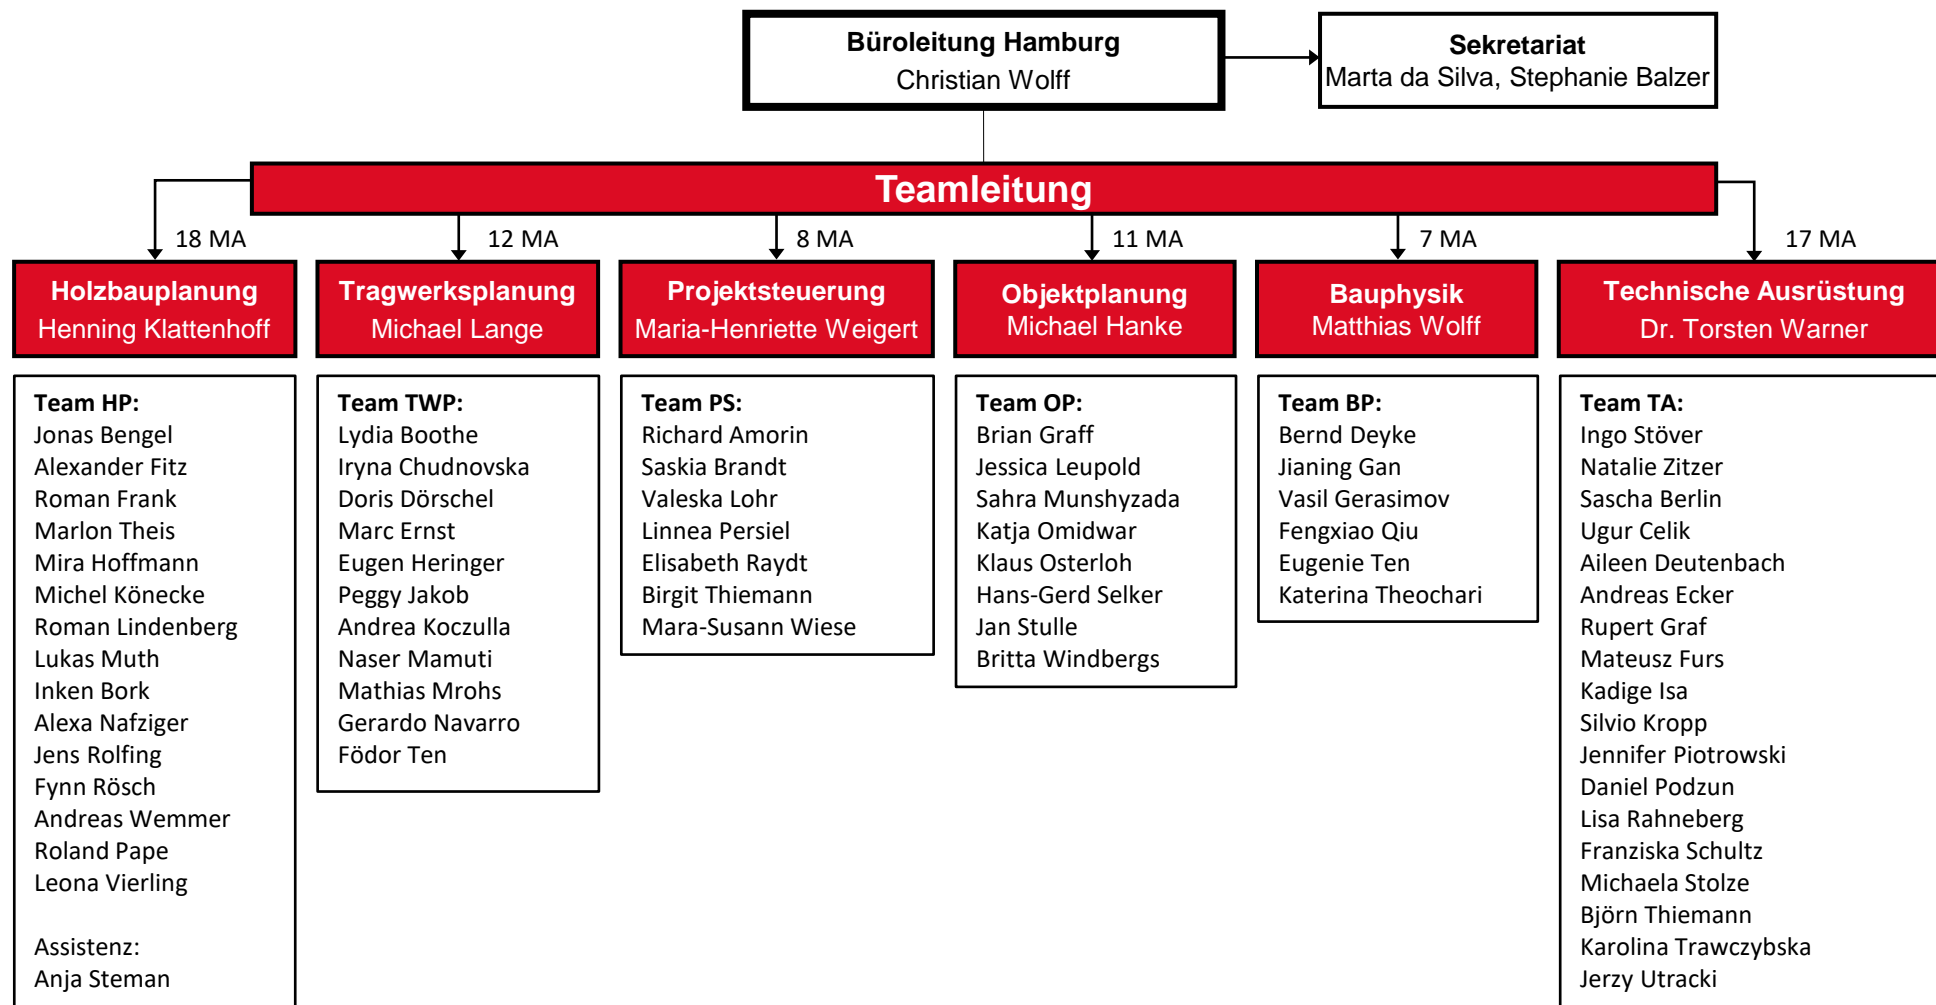 Büroleitung Hamburg
Christian Wolff
Sekretariat
Marta da Silva, Stephanie Balzer
Teamleitung
18 MA
12 MA
8 MA
11 MA
7 MA
17 MA
Holzbauplanung
Henning Klattenhoff
Tragwerksplanung
Michael Lange
Projektsteuerung
Maria-Henriette Weigert
Objektplanung
Michael Hanke
Bauphysik
Matthias Wolff
Technische Ausrüstung
Dr. Torsten Warner
Team HP:
Jonas Bengel
Alexander Fitz
Roman Frank
Marlon Theis
Mira Hoffmann
Michel Könecke
Roman Lindenberg
Lukas Muth
Inken Bork
Alexa Nafziger
Jens Rolfing
Fynn Rösch
Andreas Wemmer
Roland Pape
Leona Vierling
Assistenz:
Anja Steman
Team TWP:
Lydia Boothe
Iryna Chudnovska
Doris Dörschel
Marc Ernst
Eugen Heringer
Peggy Jakob
Andrea Koczulla
Naser Mamuti
Mathias Mrohs
Gerardo Navarro
Födor Ten
Team PS:
Richard Amorin
Saskia Brandt
Valeska Lohr
Linnea Persiel
Elisabeth Raydt
Birgit Thiemann
Mara-Susann Wiese
Team OP:
Brian Graff
Jessica Leupold
Sahra Munshyzada
Katja Omidwar
Klaus Osterloh
Hans-Gerd Selker
Jan Stulle
Britta Windbergs
Team BP:
Bernd Deyke
Jianing Gan
Vasil Gerasimov
Fengxiao Qiu
Eugenie Ten
Katerina Theochari
Team TA:
Ingo Stöver
Natalie Zitzer
Sascha Berlin
Ugur Celik
Aileen Deutenbach
Andreas Ecker
Rupert Graf
Mateusz Furs
Kadige Isa
Silvio Kropp
Jennifer Piotrowski
Daniel Podzun
Lisa Rahneberg
Franziska Schultz
Michaela Stolze
Björn Thiemann
Karolina Trawczybska
Jerzy Utracki